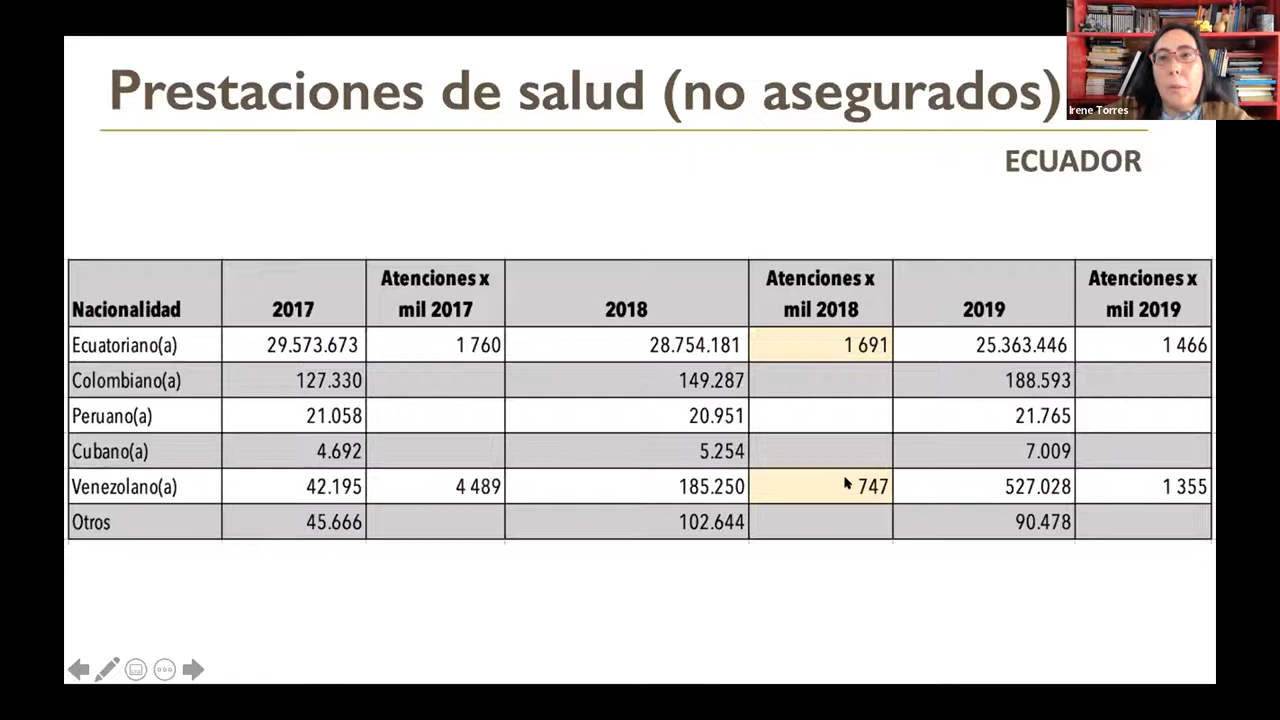 Prestaciones de salud (no asegurados)
Irene Torres
ECUADOR
Nacionalidad 2017 Atenciones x mil 2017 2018 Atenciones x mil 2018 2019 Atenciones x mil 2019
Ecuatoriano(a) 29.573.673 1 760 28.754.181 1 691 25.363.446 1 466
Colombiano(a) 127.330 149.287 188.593
Peruano(a) 21.058 20.951 21.765
Cubano(a) 4.692 5.254 7.009
Venezolano(a) 42.195 4 489 185.250 747 527.028 1 355
Otros 45.666 102.644 90.478